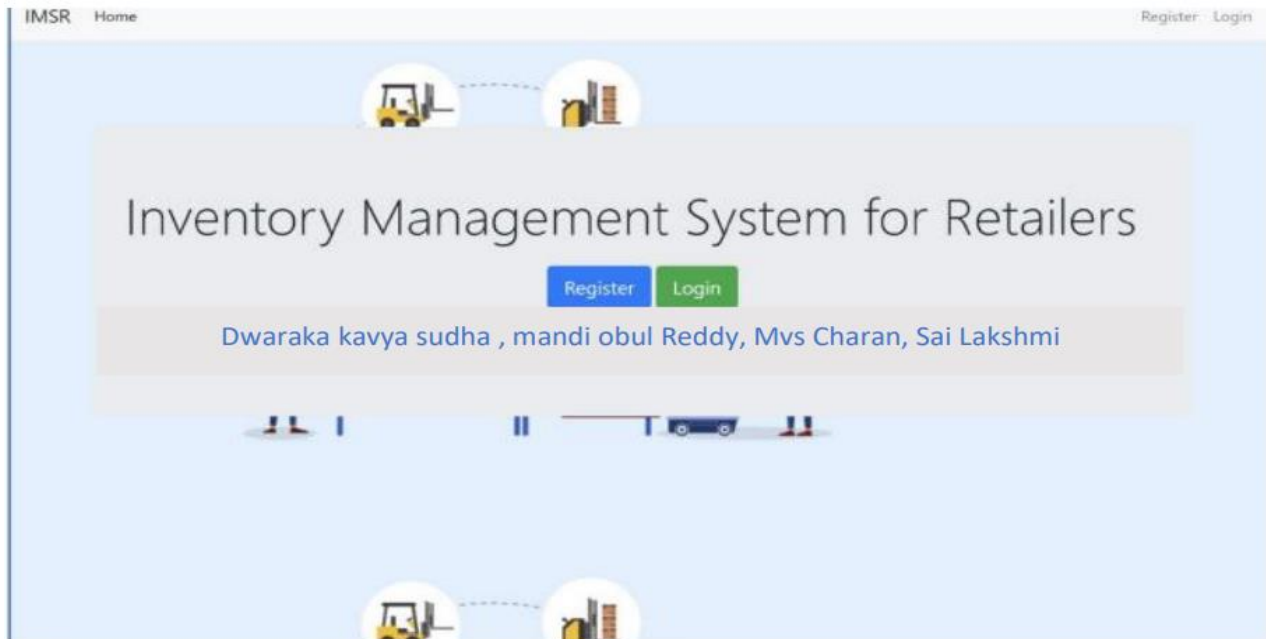 IMSR Home Register Login
Inventory Management System for Retailers
Register Login
Dwaraka kavya sudha , mandi obul Reddy, Mvs Charan, Sai Lakshmi